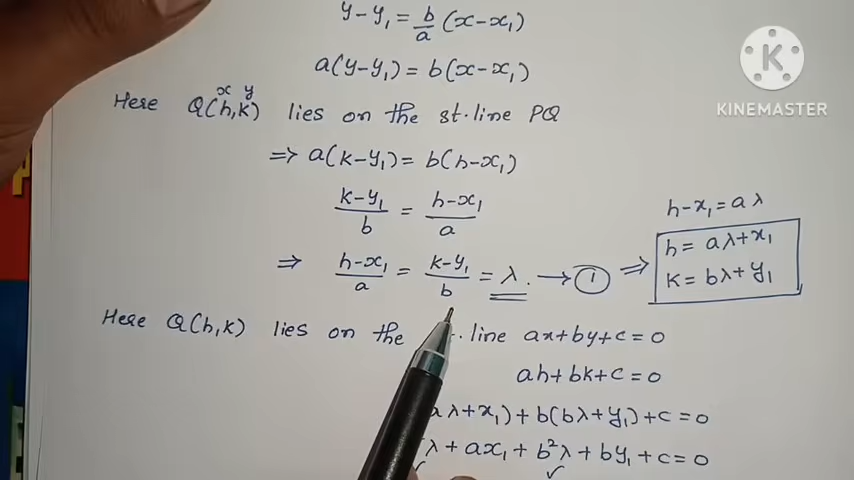 y-y₁ = b/a (x-x₁)
a(y-y₁) = b(x-x₁)
x y
Here Q(h,k) lies on the st.line PQ
⇒ a(k-y₁) = b(h-x₁)
k-y₁/b = h-x₁/a
⇒ h-x₁/a = k-y₁/b = λ. → ①
⇒ h-x₁ = aλ
h = aλ+x₁
k = bλ+y₁
Here Q(h,k) lies on the line ax+by+c=0
ah+bk+c=0
aλ+x₁)+b(bλ+y₁)+c=0
λ+ax₁+b²λ+by₁+c=0
K
KINEMASTER